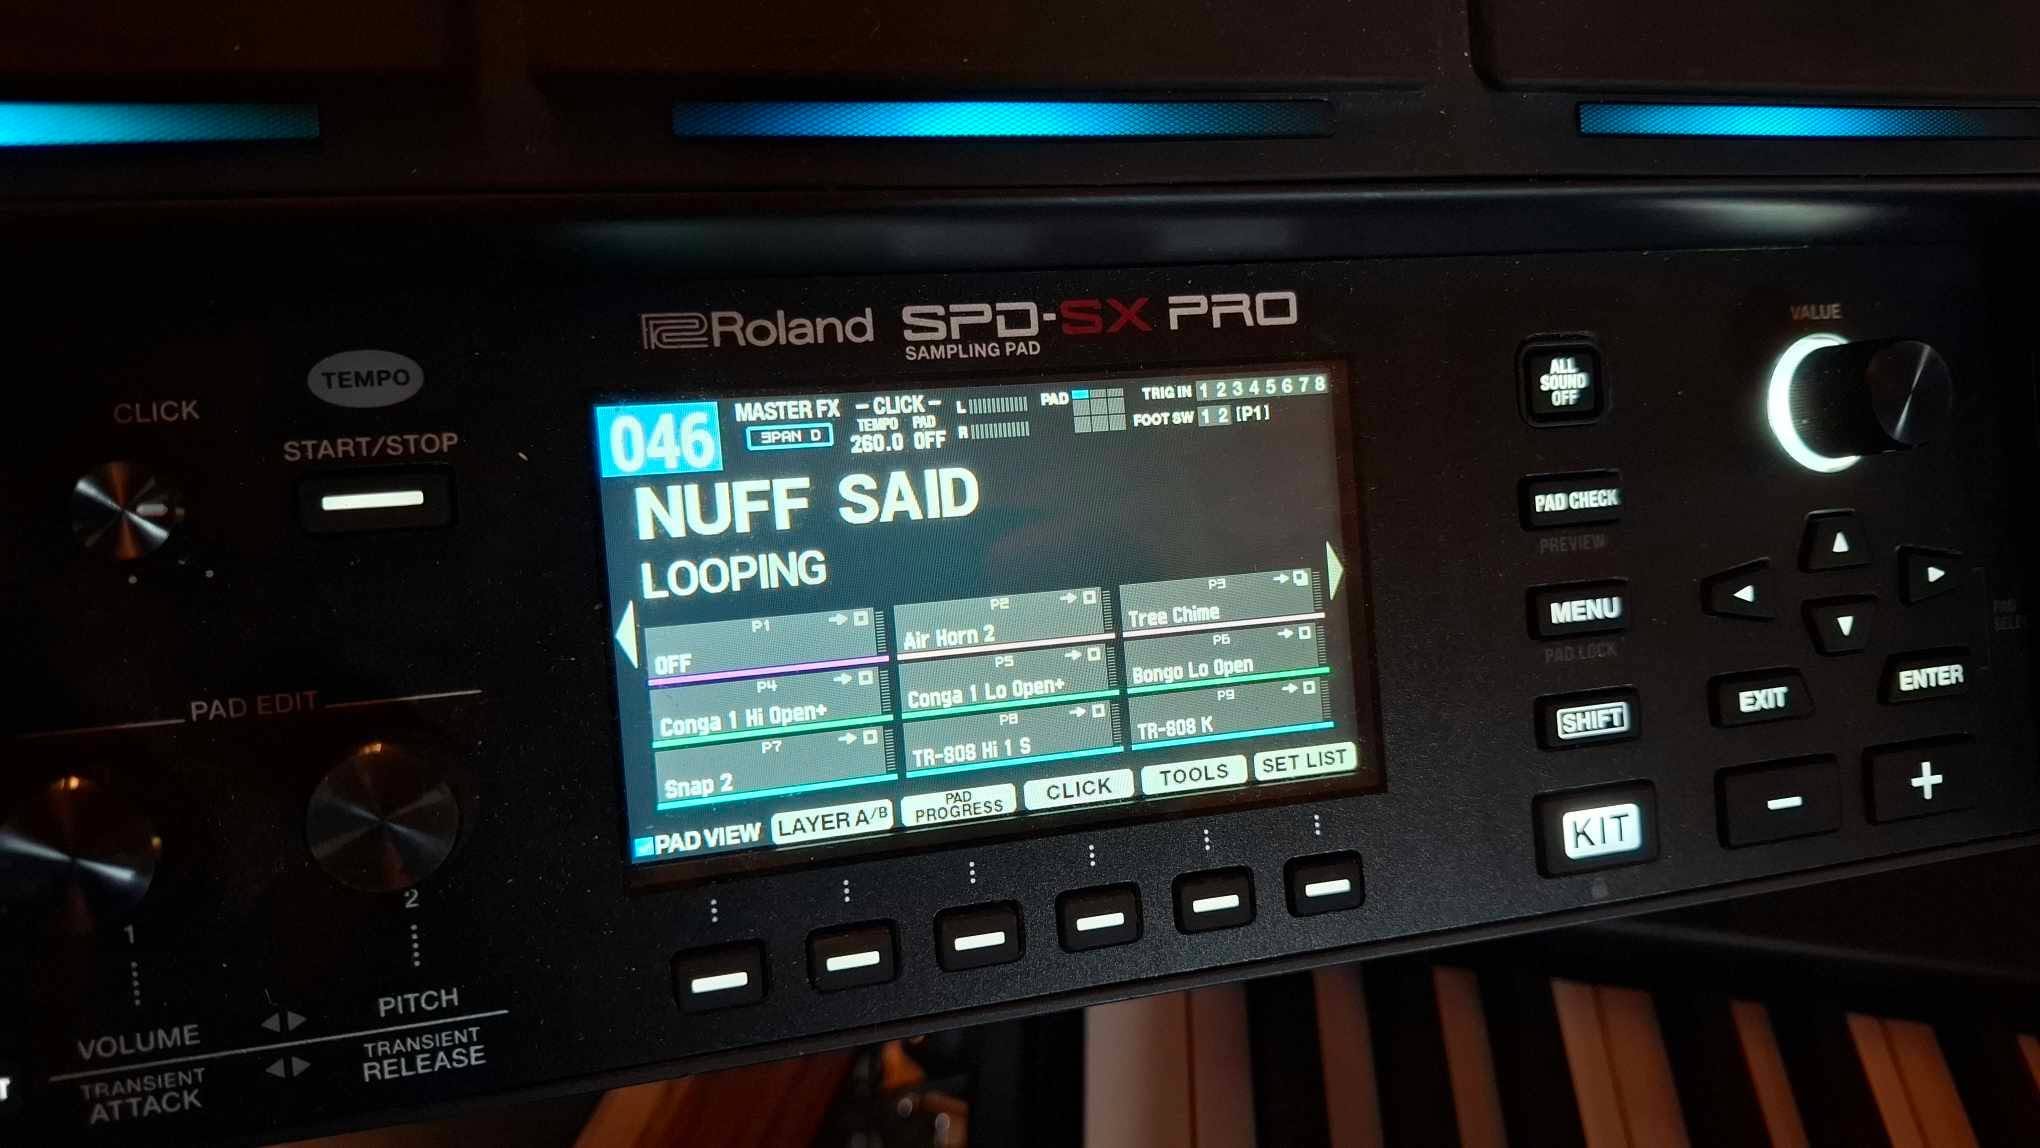 Roland SPD-SX PRO
SAMPLING PAD
VALUE
TEMPO
CLICK
START/STOP
ALL
SOUND
OFF
PAD CHECK
PREVIEW
MENU
PAD LOCK
SHIFT
EXIT
ENTER
KIT
046
MASTER FX
PAN D
- CLICK -
TEMPO PAD
260.0 OFF
L
R
PAD
TRIG IN 1 2 3 4 5 6 7 8
FOOT SW 1 2 [P1]
NUFF SAID
LOOPING
P1
OFF
P2
Air Horn 2
P3
Tree Chime
P4
Conga 1 Hi Open+
P5
Conga 1 Lo Open+
P6
Bongo Lo Open
P7
Snap 2
P8
TR-808 Hi 1 S
P9
TR-808 K
PAD VIEW
LAYER A/B
PAD
PROGRESS
CLICK
TOOLS
SET LIST
PAD EDIT
1
2
VOLUME
PITCH
TRANSIENT
ATTACK
TRANSIENT
RELEASE